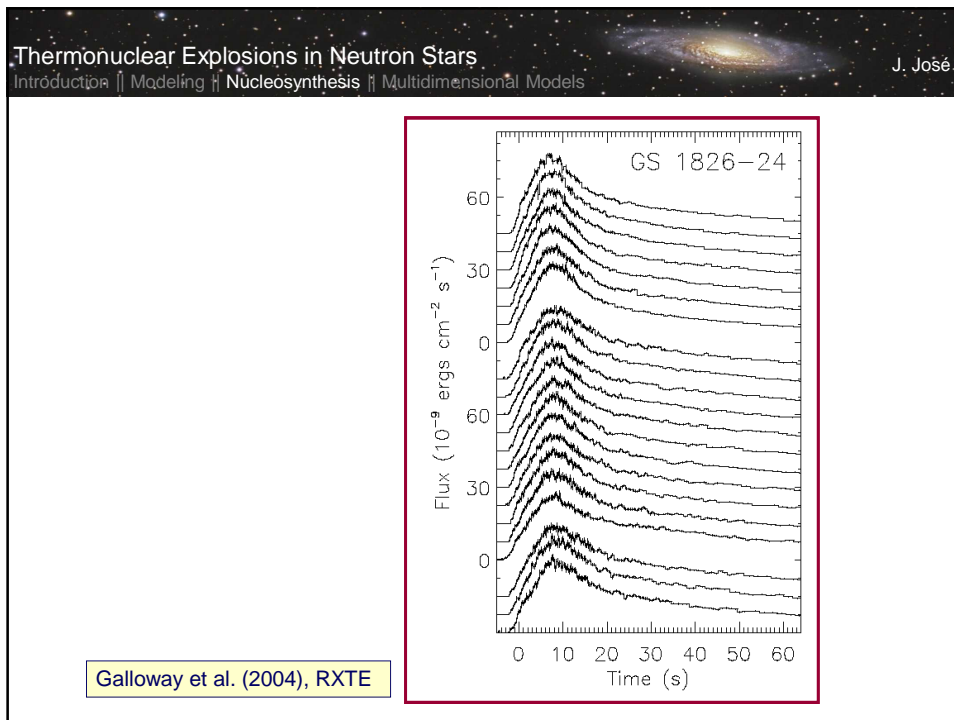 Thermonuclear Explosions in Neutron Stars
J. José
Introduction || Modeling || Nucleosynthesis || Multidimensional Models
GS 1826−24
60
30
0
60
30
0
Flux (10⁻⁹ ergs cm⁻² s⁻¹)
0 10 20 30 40 50 60
Time (s)
Galloway et al. (2004), RXTE